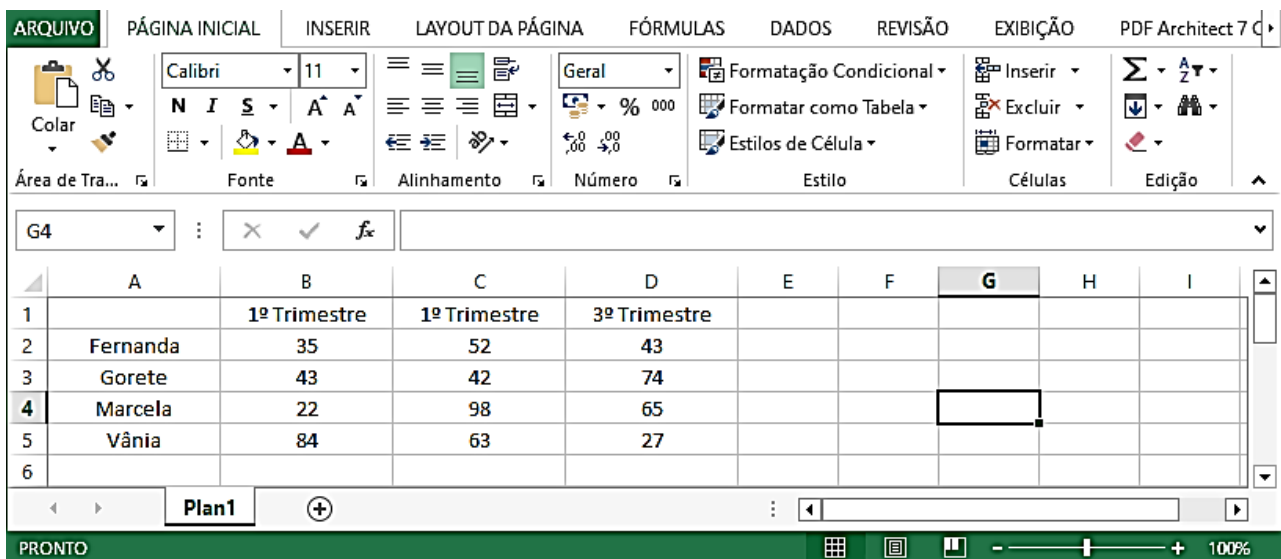 ARQUIVO PÁGINA INICIAL INSERIR LAYOUT DA PÁGINA FÓRMULAS DADOS REVISÃO EXIBIÇÃO PDF Architect 7 C
Calibri 11 Geral Formatação Condicional Inserir Σ
Colar N I S A A % 000 Formatar como Tabela Excluir
A Estilos de Célula Formatar
Área de Tra... Fonte Alinhamento Número Estilo Células Edição
G4 fx
A B C D E F G H I
1 1º Trimestre 1º Trimestre 3º Trimestre
2 Fernanda 35 52 43
3 Gorete 43 42 74
4 Marcela 22 98 65
5 Vânia 84 63 27
6
Plan1
PRONTO 100%